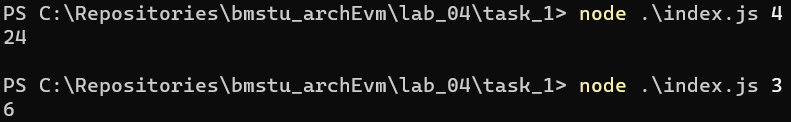 PS C:\Repositories\bmstu_archEvm\lab_04\task_1> node .\index.js 4
24
PS C:\Repositories\bmstu_archEvm\lab_04\task_1> node .\index.js 3
6